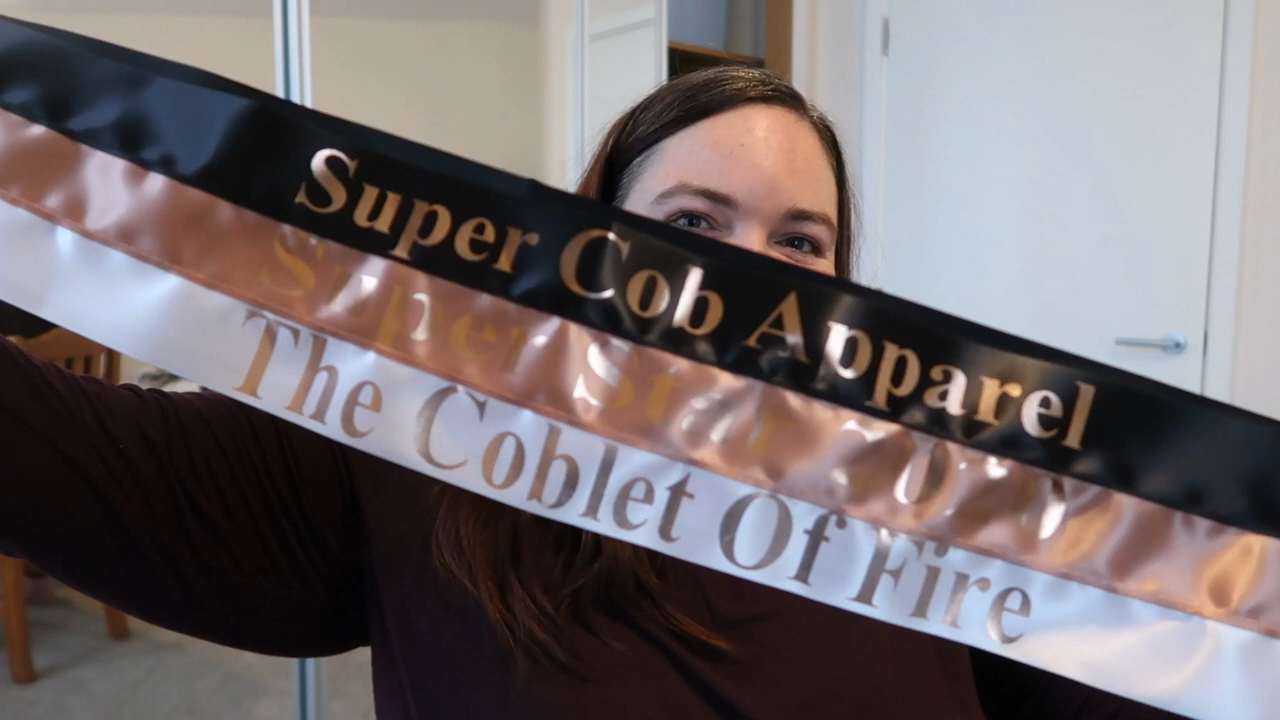 Super Cob Apparel
Super Star
The Coblet Of Fire